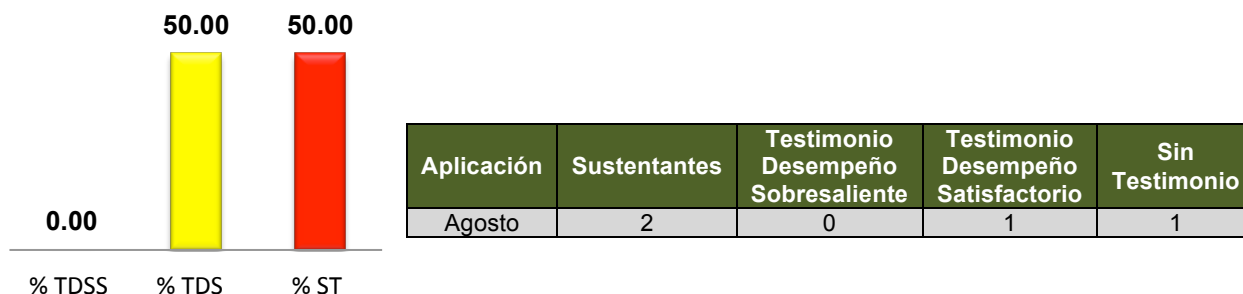 50.00 50.00
0.00
% TDSS % TDS % ST
Aplicación Sustentantes Testimonio Desempeño Sobresaliente Testimonio Desempeño Satisfactorio Sin Testimonio
Agosto 2 0 1 1